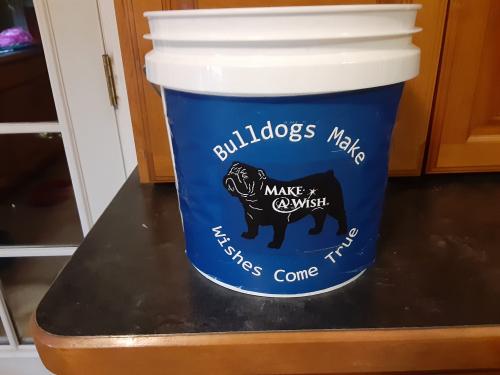 Bulldogs Make
MAKE·A·WISH.
Wishes Come True